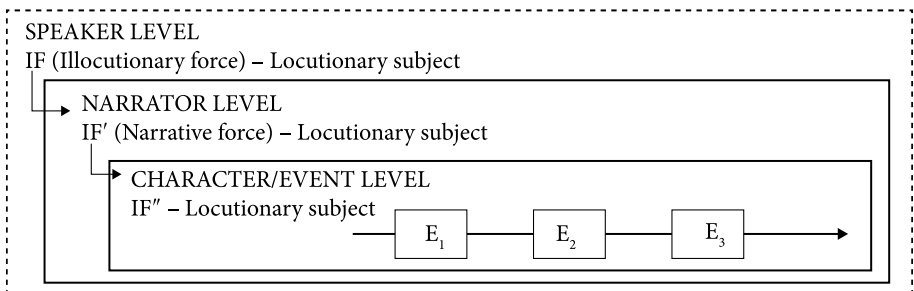 SPEAKER LEVEL
IF (Illocutionary force) – Locutionary subject
NARRATOR LEVEL
IF′ (Narrative force) – Locutionary subject
CHARACTER/EVENT LEVEL
IF″ – Locutionary subject
E₁ E₂ E₃